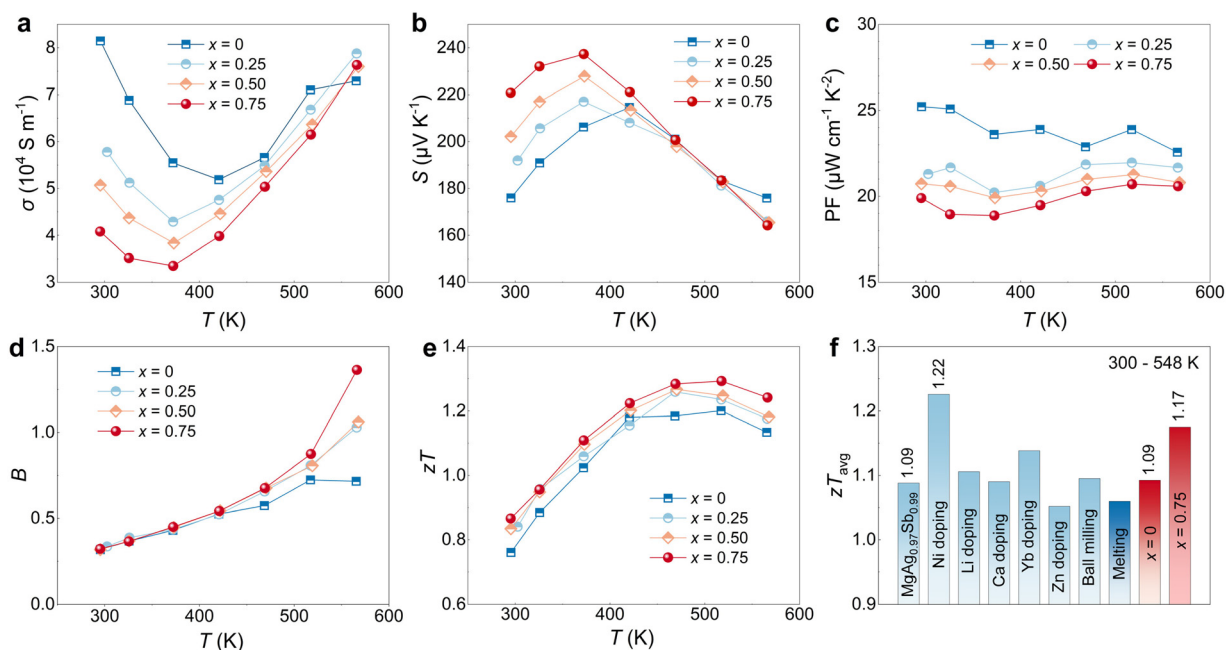 a
8
7
6
5
4
3
σ (10⁴ S m⁻¹)
x = 0
x = 0.25
x = 0.50
x = 0.75
300 400 500 600
T (K)
b
240
220
200
180
160
140
S (µV K⁻¹)
x = 0
x = 0.25
x = 0.50
x = 0.75
300 400 500 600
T (K)
c
30
25
20
15
PF (µW cm⁻¹ K⁻²)
x = 0 x = 0.25
x = 0.50 x = 0.75
300 400 500 600
T (K)
d
1.5
1.0
0.5
0.0
B
x = 0
x = 0.25
x = 0.50
x = 0.75
300 400 500 600
T (K)
e
1.4
1.2
1.0
0.8
0.6
zT
x = 0
x = 0.25
x = 0.50
x = 0.75
300 400 500 600
T (K)
f
1.3
1.2
1.1
1.0
0.9
zTavg
300 - 548 K
1.09
MgAg0.97Sb0.99
1.22
Ni doping
Li doping
Ca doping
Yb doping
Zn doping
Ball milling
Melting
1.09
x = 0
1.17
x = 0.75